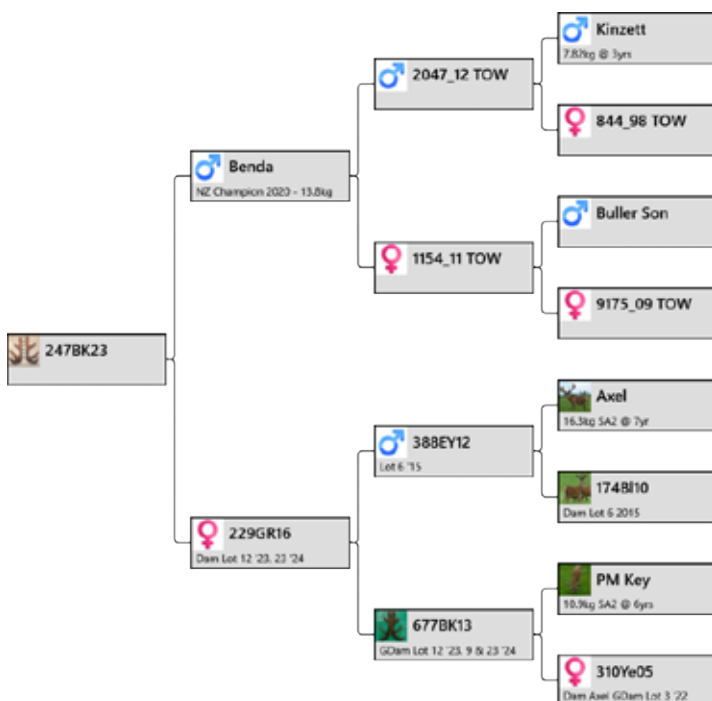 Kinzett
7.82kg @ 3yrs
2047_12 TOW
844_98 TOW
Benda
NZ Champion 2020 - 13.8kg
Buller Son
1154_11 TOW
9175_09 TOW
247BK23
Axel
16.3kg SA2 @ 7yr
388EY12
Lot 6 '15
174Bl10
Dam Lot 6 2015
229GR16
Dam Lot 12 '23. 23 '24
PM Key
10.9kg SA2 @ 6yrs
677BK13
GDam Lot 12 '23. 9 & 23 '24
310Ye05
Dam Axel GDam Lot 3 '22